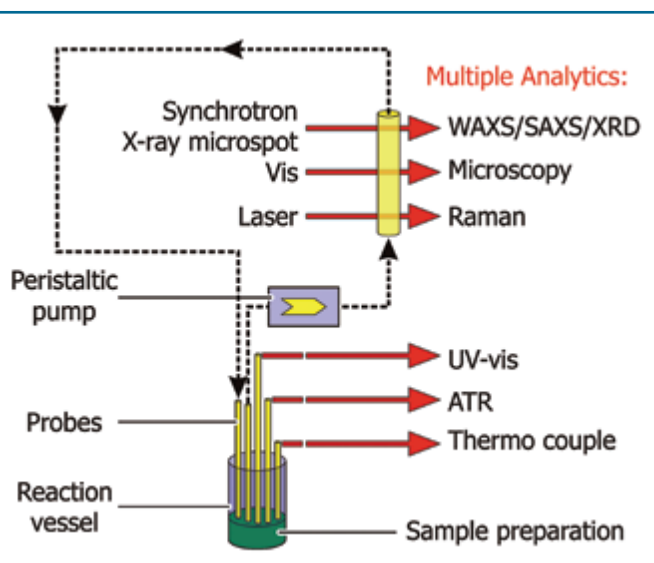 Multiple Analytics:
Synchrotron
X-ray microspot
WAXS/SAXS/XRD
Vis
Microscopy
Laser
Raman
Peristaltic
pump
UV-vis
ATR
Probes
Thermo couple
Reaction
vessel
Sample preparation